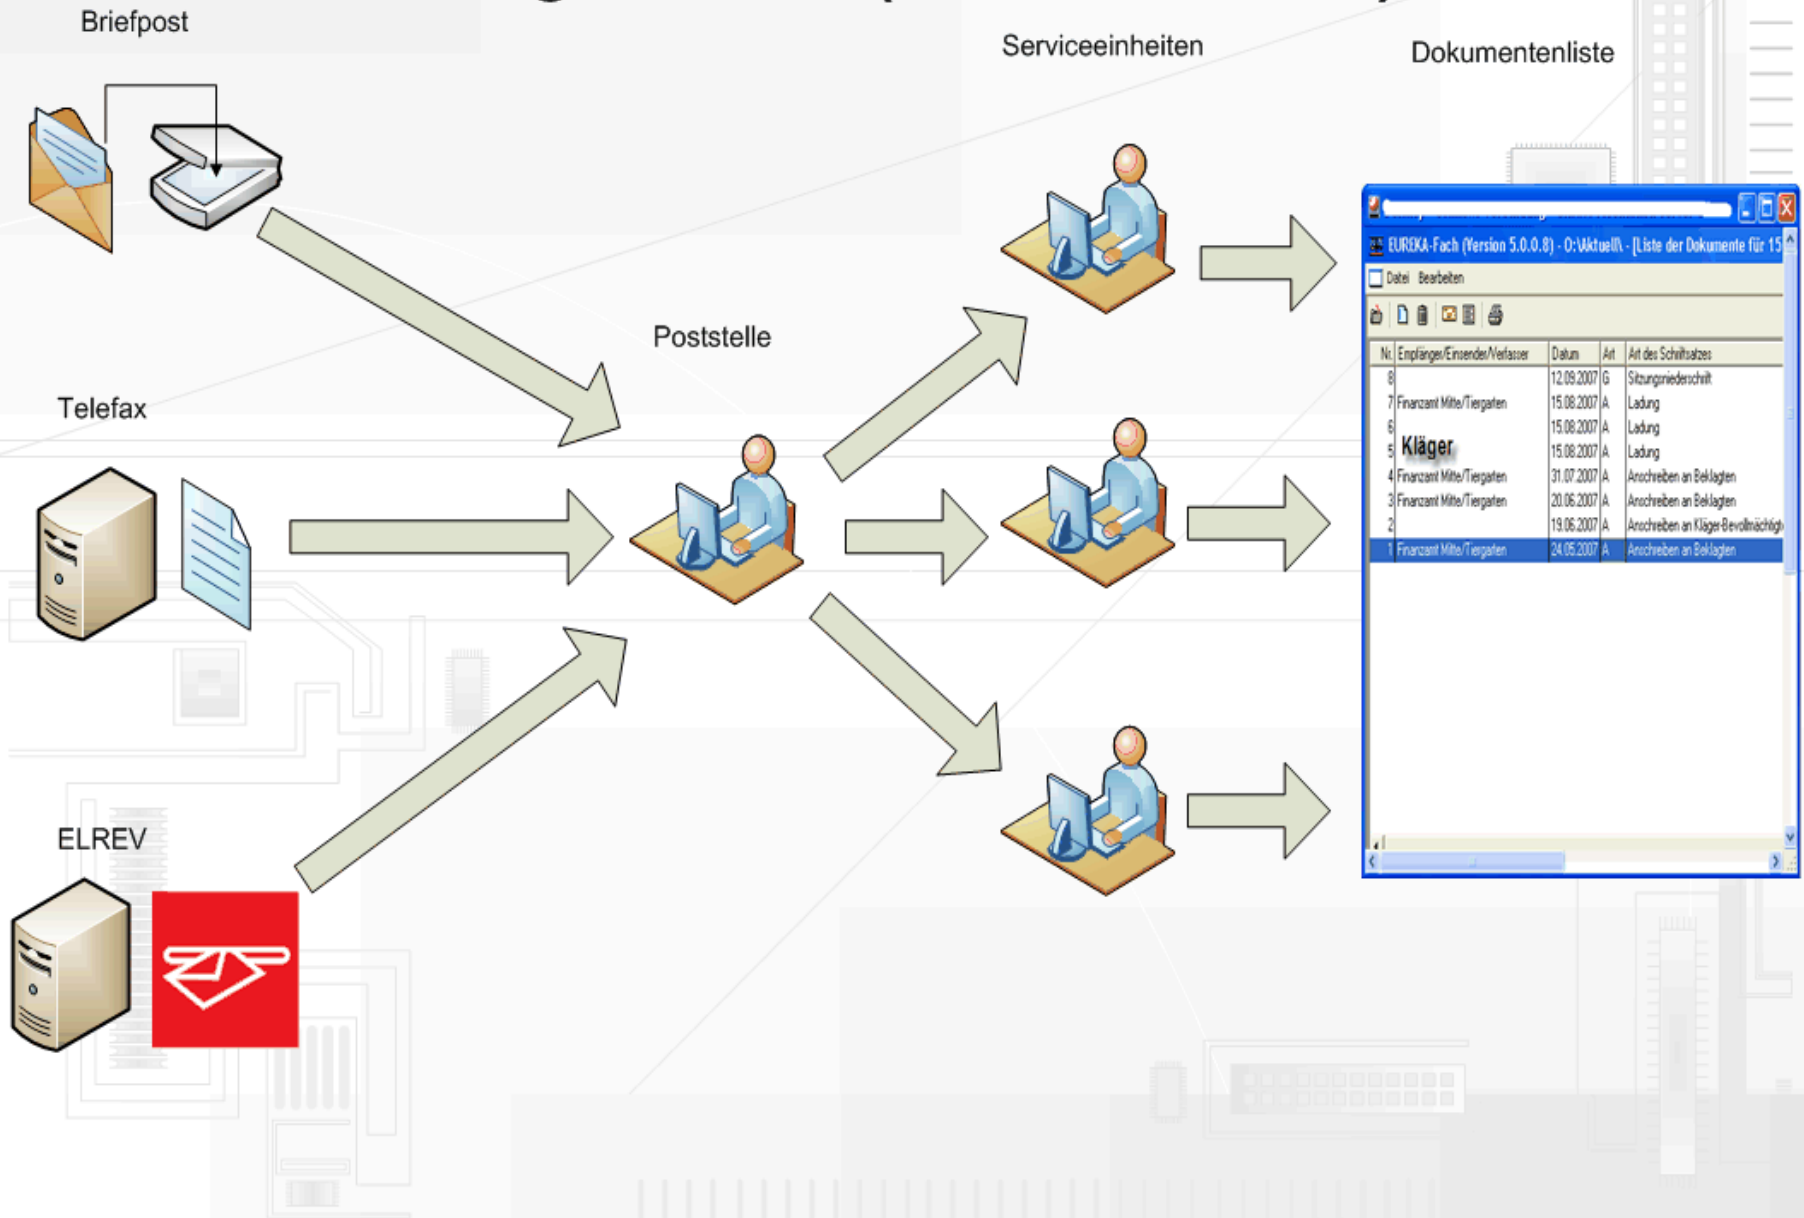 Briefpost
Serviceeinheiten
Dokumentenliste
Poststelle
Telefax
ELREV
EUREKA-Fach (Version 5.0.0.8) - O:\Aktuell\ - [Liste der Dokumente für 15
Datei Bearbeiten
Nr. Empfänger/Einsender/Verfasser Datum Art Art des Schriftsatzes
8 12.09.2007 G Sitzungsniederschrift
7 Finanzamt Mitte/Tiergarten 15.08.2007 A Ladung
6 15.08.2007 A Ladung
Kläger
5 15.08.2007 A Ladung
4 Finanzamt Mitte/Tiergarten 31.07.2007 A Anschreiben an Beklagten
3 Finanzamt Mitte/Tiergarten 20.06.2007 A Anschreiben an Beklagten
2 19.06.2007 A Anschreiben an Kläger-Bevollmächtigt
1 Finanzamt Mitte/Tiergarten 24.05.2007 A Anschreiben an Beklagten